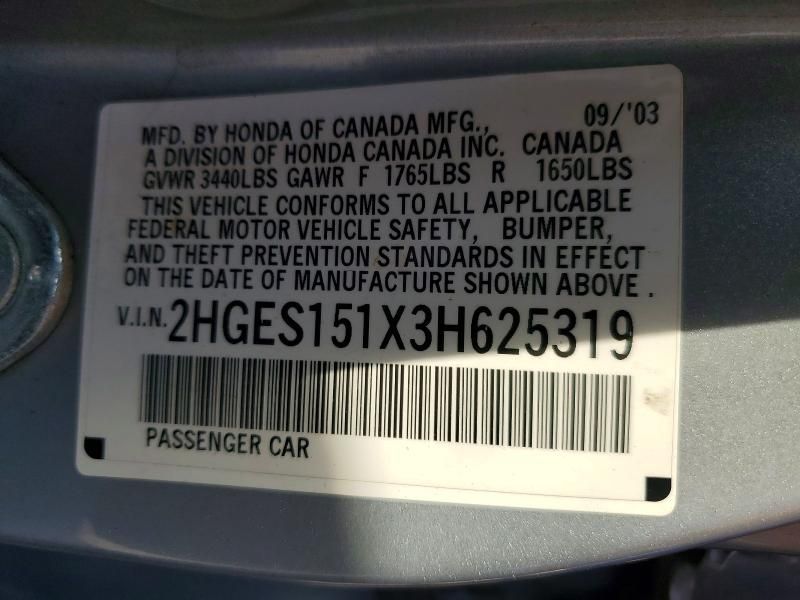 09/'03
MFD. BY HONDA OF CANADA MFG.,
A DIVISION OF HONDA CANADA INC. CANADA
GVWR 3440LBS GAWR F 1765LBS R 1650LBS
THIS VEHICLE CONFORMS TO ALL APPLICABLE
FEDERAL MOTOR VEHICLE SAFETY, BUMPER,
AND THEFT PREVENTION STANDARDS IN EFFECT
ON THE DATE OF MANUFACTURE SHOWN ABOVE.
V.I.N. 2HGES151X3H625319
PASSENGER CAR